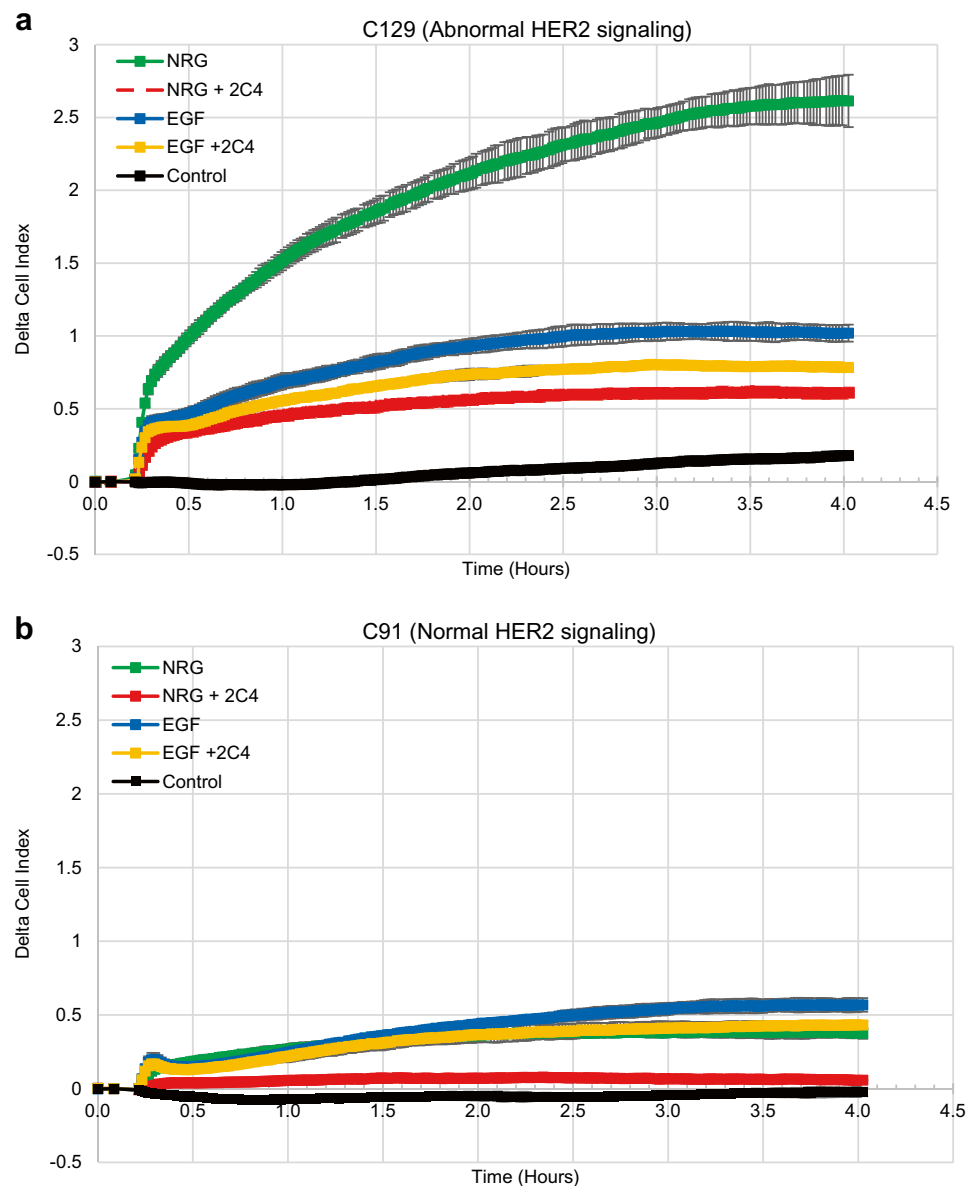 a
C129 (Abnormal HER2 signaling)
NRG
NRG + 2C4
EGF
EGF +2C4
Control
3
2.5
2
1.5
1
0.5
0
-0.5
Delta Cell Index
0.0 0.5 1.0 1.5 2.0 2.5 3.0 3.5 4.0 4.5
Time (Hours)
b
C91 (Normal HER2 signaling)
NRG
NRG + 2C4
EGF
EGF +2C4
Control
3
2.5
2
1.5
1
0.5
0
-0.5
Delta Cell Index
0.0 0.5 1.0 1.5 2.0 2.5 3.0 3.5 4.0 4.5
Time (Hours)